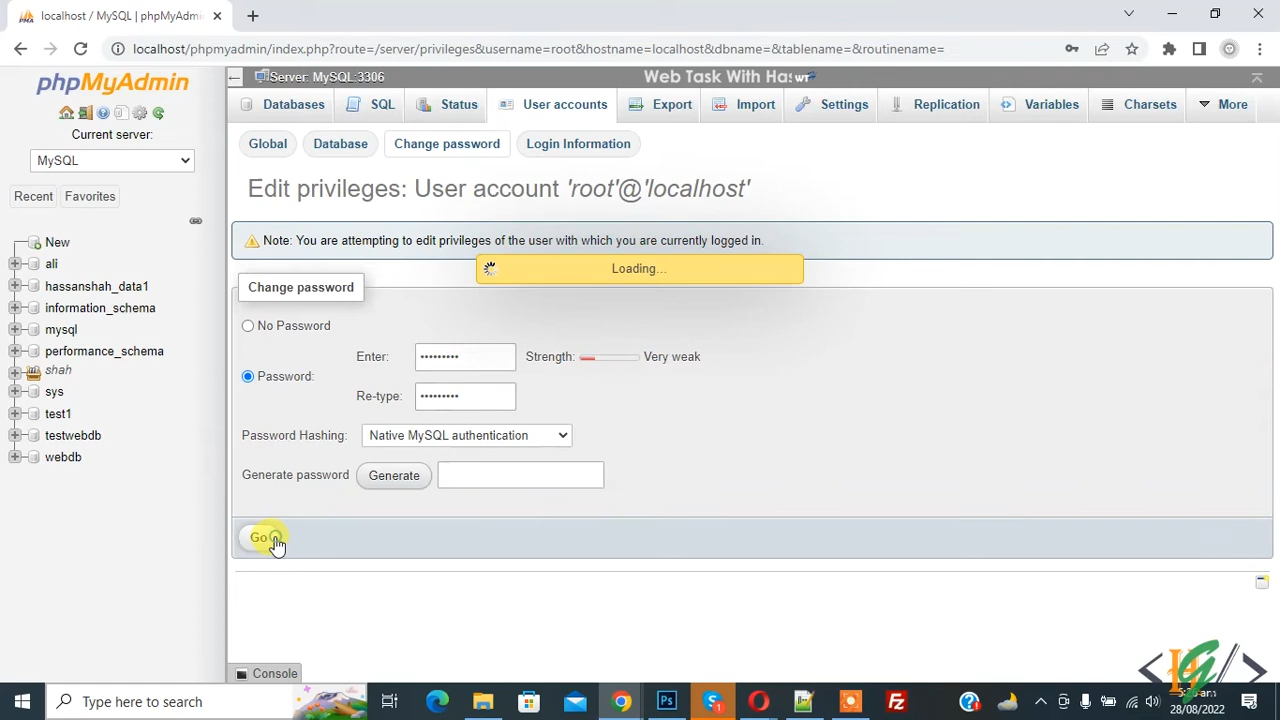 localhost / MySQL | phpMyAdmin
localhost/phpmyadmin/index.php?route=/server/privileges&username=root&hostname=localhost&dbname=&tablename=&routinename=
phpMyAdmin
Current server:
MySQL
Recent Favorites
New
ali
hassanshah_data1
information_schema
mysql
performance_schema
shah
sys
test1
testwebdb
webdb
Server: MySQL:3306
Web Task With Has
Databases SQL Status User accounts Export Import Settings Replication Variables Charsets More
Global Database Change password Login Information
Edit privileges: User account 'root'@'localhost'
Note: You are attempting to edit privileges of the user with which you are currently logged in.
Loading...
Change password
No Password
Password:
Enter: ••••••••• Strength: Very weak
Re-type: •••••••••
Password Hashing: Native MySQL authentication
Generate password Generate
Go
Console
Type here to search
28/08/2022